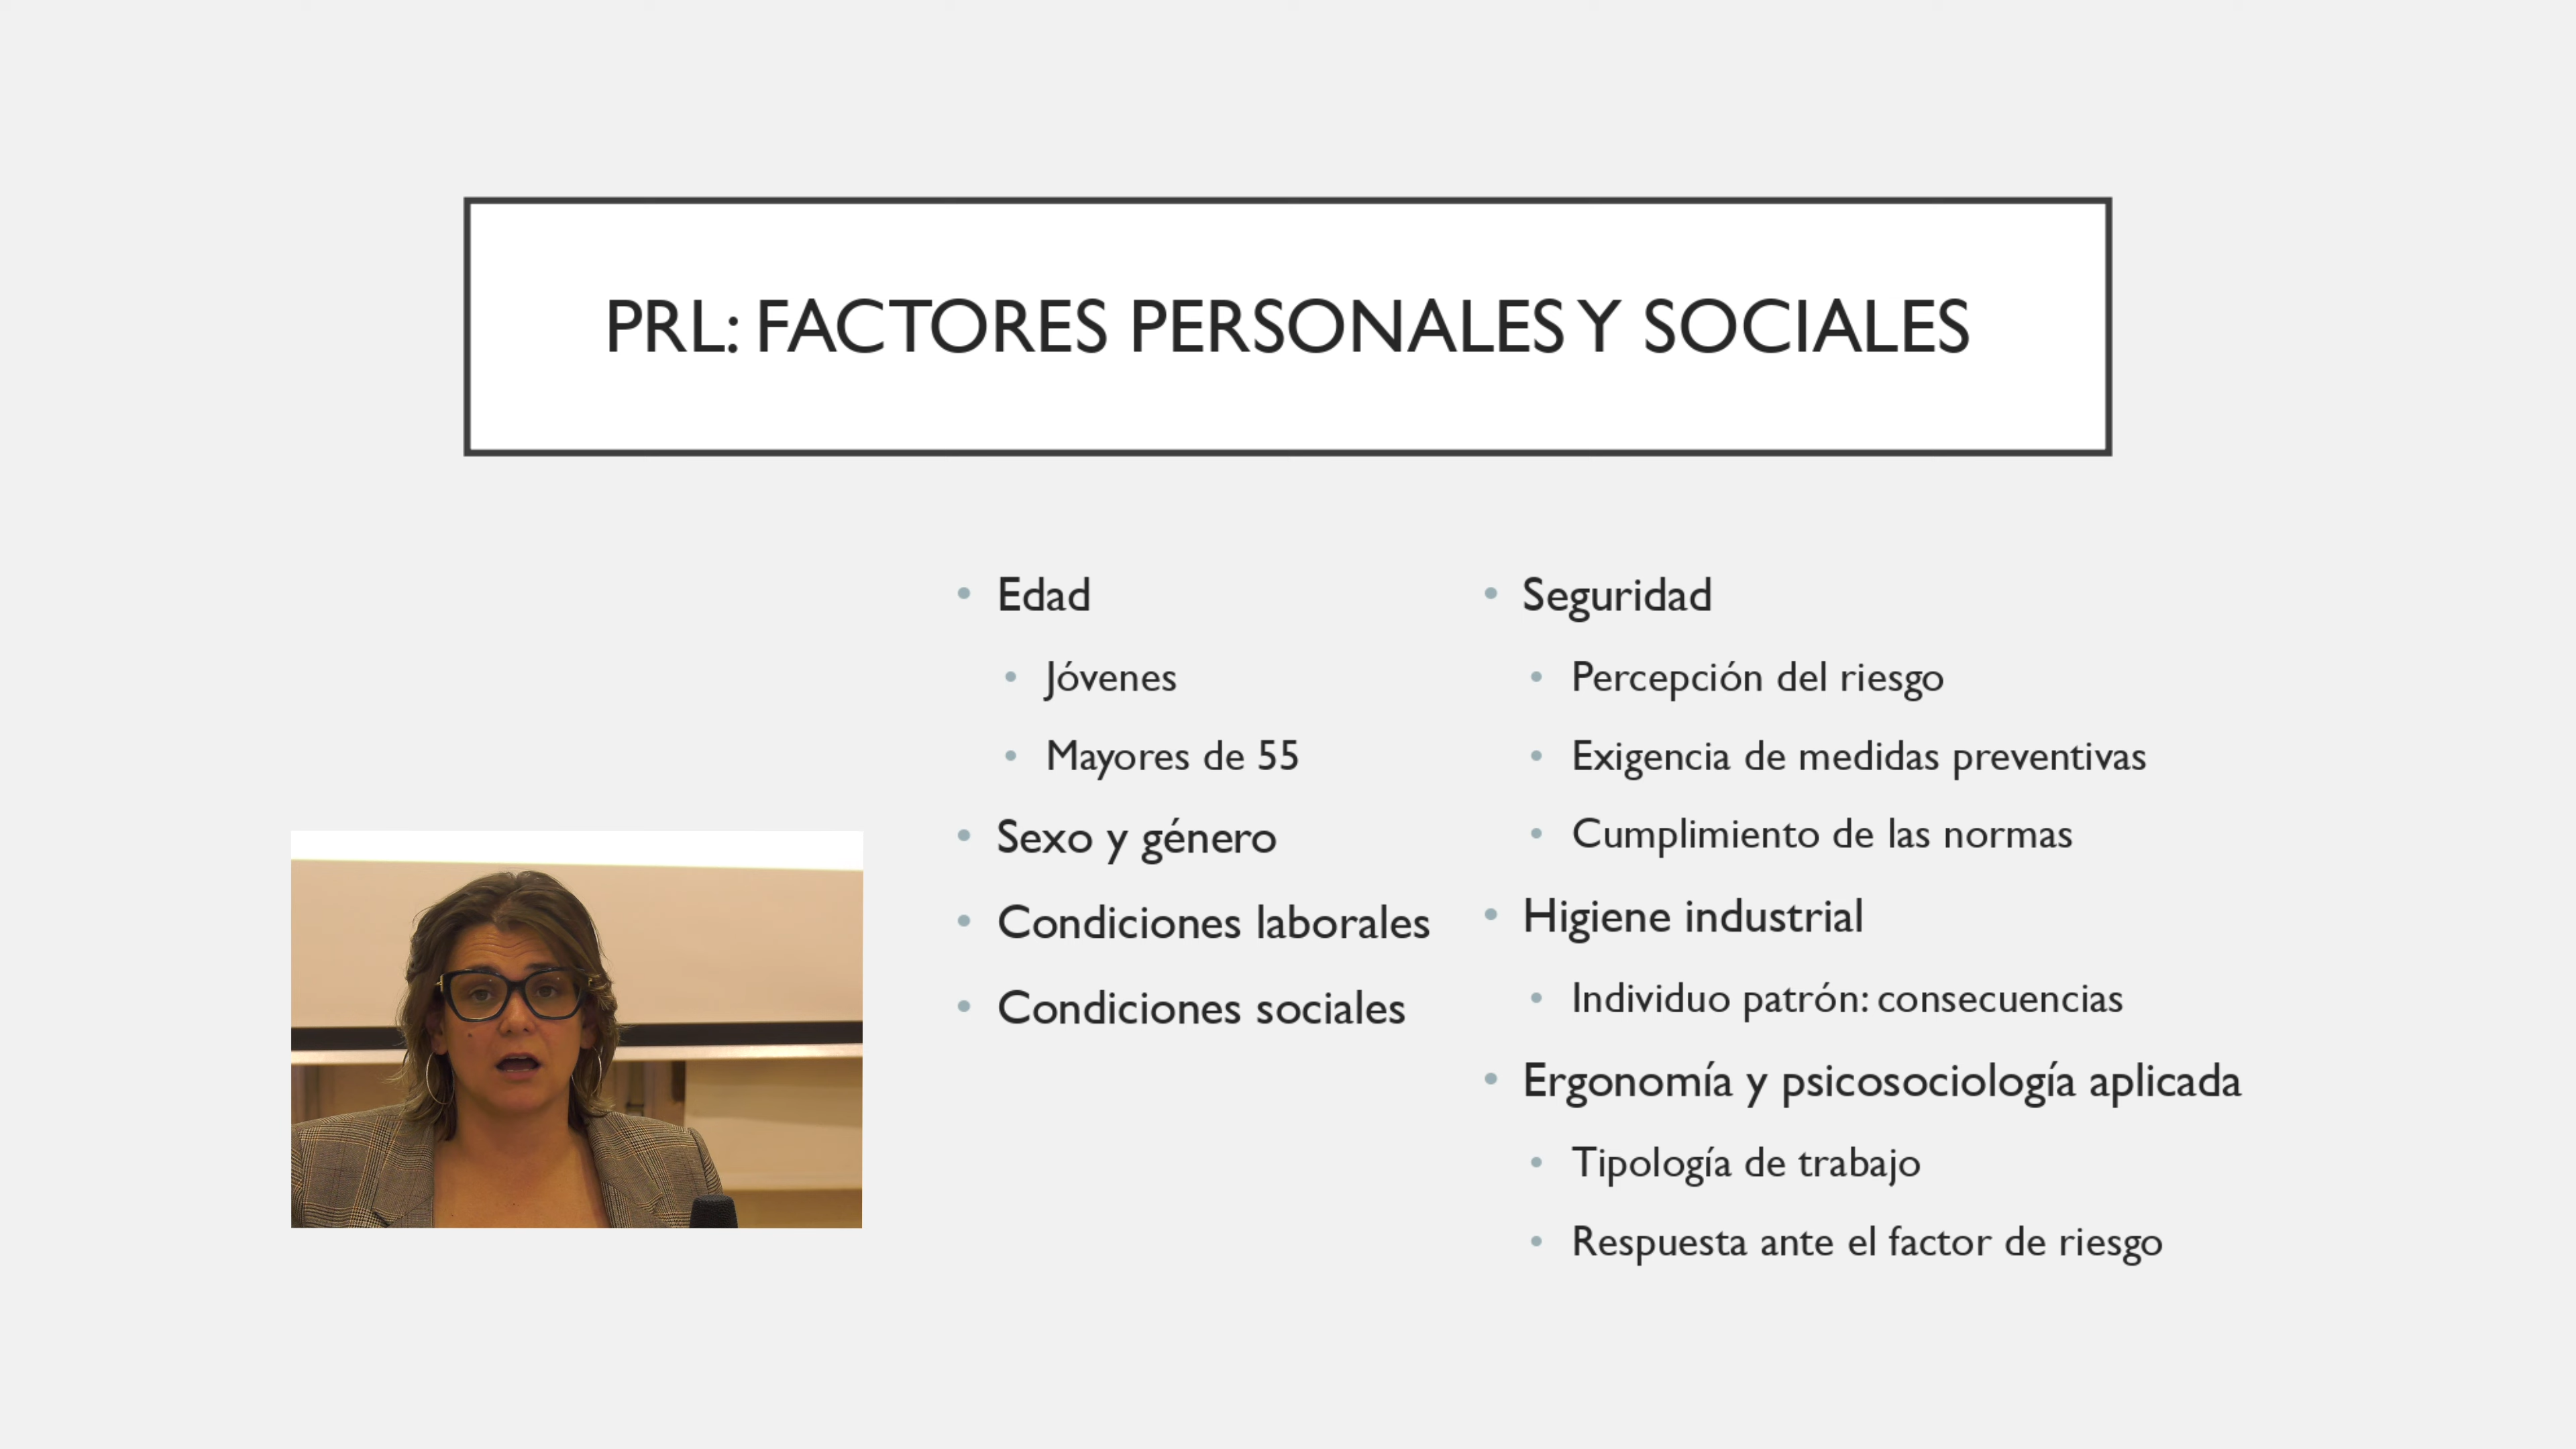 PRL: FACTORES PERSONALES Y SOCIALES
Edad
Jóvenes
Mayores de 55
Sexo y género
Condiciones laborales
Condiciones sociales
Seguridad
Percepción del riesgo
Exigencia de medidas preventivas
Cumplimiento de las normas
Higiene industrial
Individuo patrón: consecuencias
Ergonomía y psicosociología aplicada
Tipología de trabajo
Respuesta ante el factor de riesgo